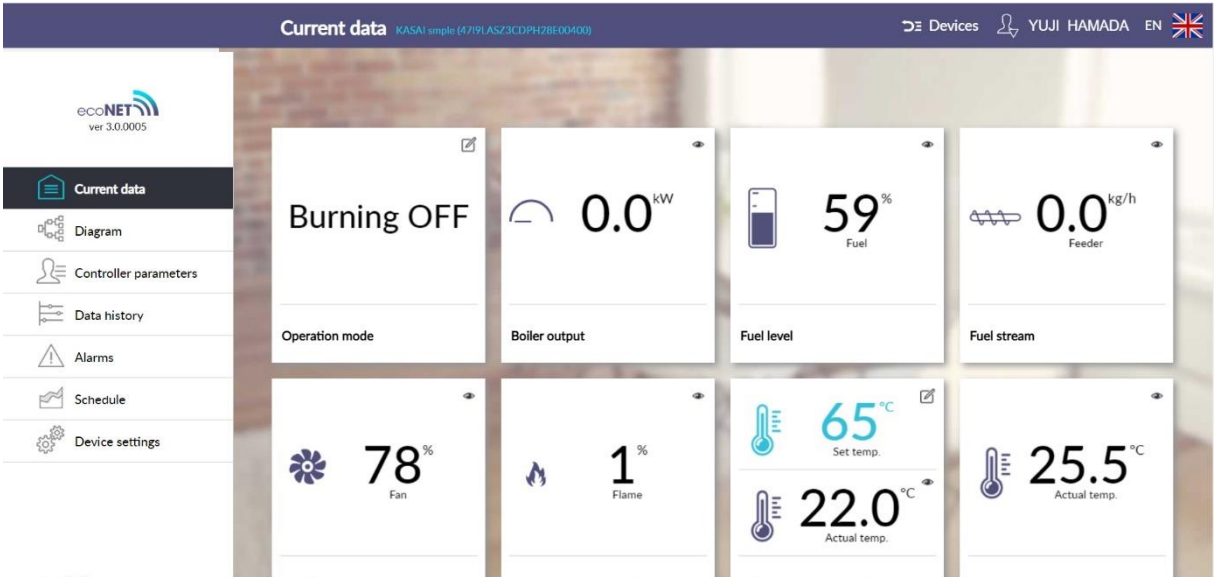 Current data KASAI smple (47I9LASZ3CDPH28E00400)
Devices
YUJI HAMADA
EN
ecoNET
ver 3.0.0005
Current data
Diagram
Controller parameters
Data history
Alarms
Schedule
Device settings
Burning OFF
Operation mode
0.0 kW
Boiler output
59 %
Fuel
Fuel level
0.0 kg/h
Feeder
Fuel stream
78 %
Fan
1 %
Flame
65 °C
Set temp.
22.0 °C
Actual temp.
25.5 °C
Actual temp.